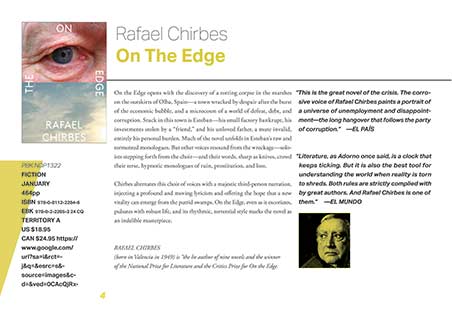 ON
THE
EDGE
RAFAEL
CHIRBES
Rafael Chirbes
On The Edge
On the Edge opens with the discovery of a rotting corpse in the marshes
on the outskirts of Olba, Spain—a town wracked by despair after the burst
of the economic bubble, and a microcosm of a world of defeat, debt, and
corruption. Stuck in this town is Esteban—his small factory bankrupt, his
investments stolen by a "friend," and his unloved father, a mute invalid,
entirely his personal burden. Much of the novel unfolds in Esteban's raw and
tormented monologues. But other voices resound from the wreckage—solo-
ists stepping forth from the choir—and their words, sharp as knives, crowd
their terse, hypnotic monologues of ruin, prostitution, and loss.
Chirbes alternates this choir of voices with a majestic third-person narration,
injecting a profound and moving lyricism and offering the hope that a new
vitality can emerge from the putrid swamps. On the Edge, even as it excoriates,
pulsates with robust life, and its rhythmic, torrential style marks the novel as
an indelible masterpiece.
RAFAEL CHIRBES
(born in Valencia in 1949) is "the be author of nine novels and the winner
of the National Prize for Literature and the Critics Prize for On the Edge.
"This is the great novel of the crisis. The corro-
sive voice of Rafael Chirbes paints a portrait of
a universe of unemployment and disappoint-
ment—the long hangover that follows the party
of corruption." —EL PAÍS
"Literature, as Adorno once said, is a clock that
keeps ticking. But it is also the best tool for
understanding the world when reality is torn
to shreds. Both rules are strictly complied with
by great authors. And Rafael Chirbes is one of
them." —EL MUNDO
PBK NDP1322
FICTION
JANUARY
464pp
ISBN 978-0-8112-2284-6
EBK 978-0-2-2285-3 24 CQ
TERRITORY A
US $18.95
CAN $24.95 https://
www.google.com/
url?sa=i&rct=
j&q=&esrc=s&
source=images&c-
d=&ved=0CAcQjRx-
4